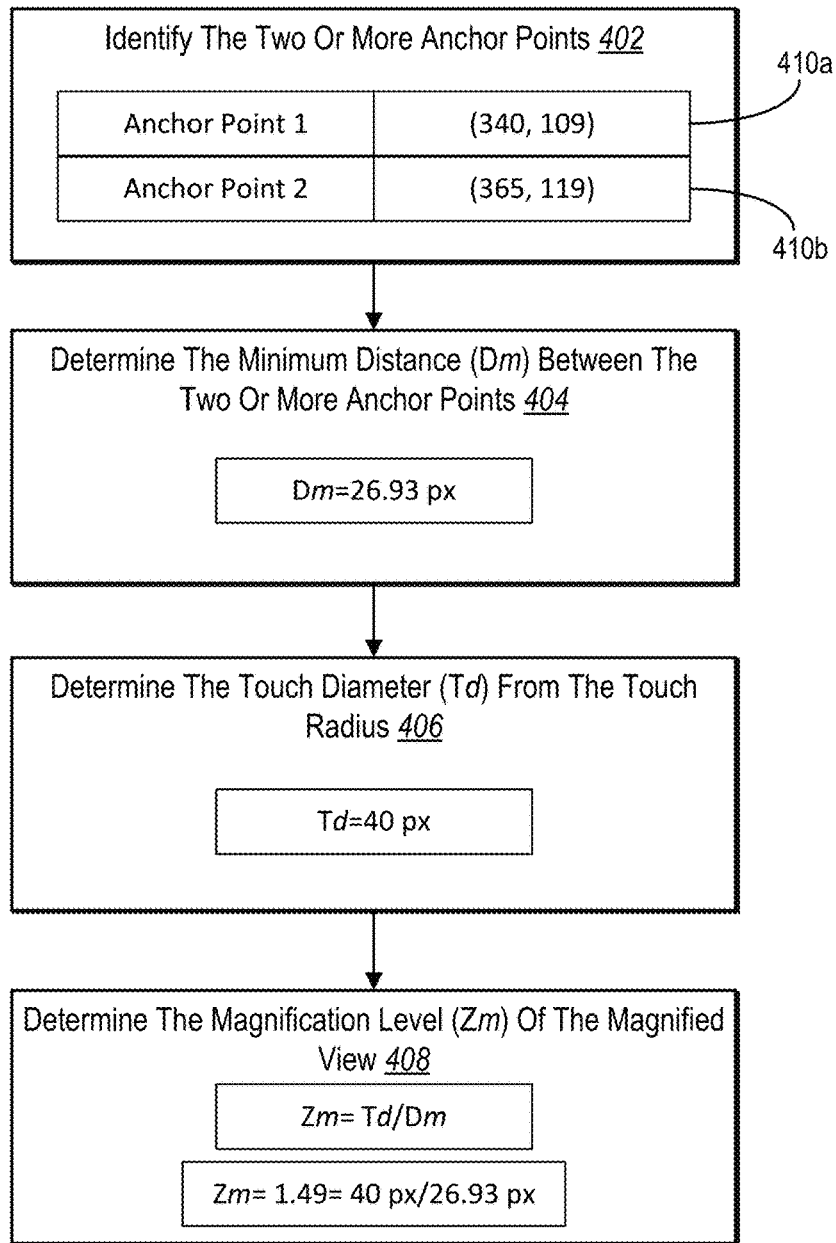 Identify The Two Or More Anchor Points 402
410a
Anchor Point 1 (340, 109)
Anchor Point 2 (365, 119)
410b
Determine The Minimum Distance (Dm) Between The
Two Or More Anchor Points 404
Dm=26.93 px
Determine The Touch Diameter (Td) From The Touch
Radius 406
Td=40 px
Determine The Magnification Level (Zm) Of The Magnified
View 408
Zm= Td/Dm
Zm= 1.49= 40 px/26.93 px